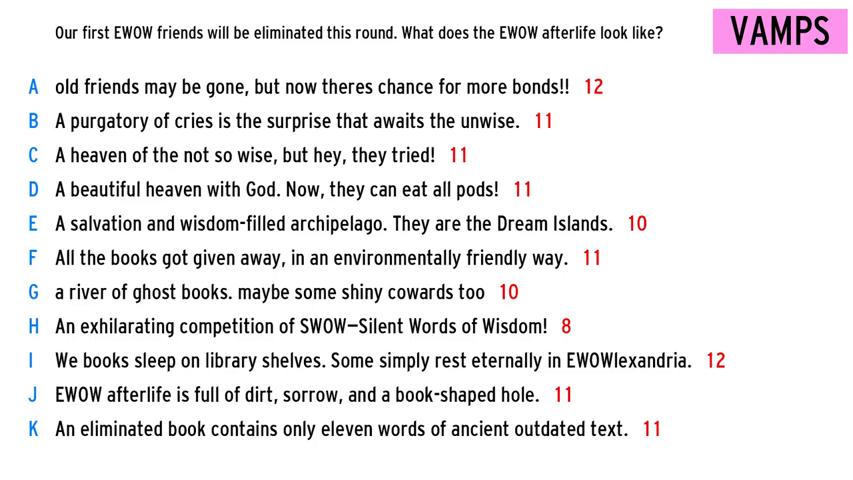 Our first EWOW friends will be eliminated this round. What does the EWOW afterlife look like?
VAMPS
A old friends may be gone, but now theres chance for more bonds!! 12
B A purgatory of cries is the surprise that awaits the unwise. 11
C A heaven of the not so wise, but hey, they tried! 11
D A beautiful heaven with God. Now, they can eat all pods! 11
E A salvation and wisdom-filled archipelago. They are the Dream Islands. 10
F All the books got given away, in an environmentally friendly way. 11
G a river of ghost books. maybe some shiny cowards too 10
H An exhilarating competition of SWOW—Silent Words of Wisdom! 8
I We books sleep on library shelves. Some simply rest eternally in EWOWlexandria. 12
J EWOW afterlife is full of dirt, sorrow, and a book-shaped hole. 11
K An eliminated book contains only eleven words of ancient outdated text. 11